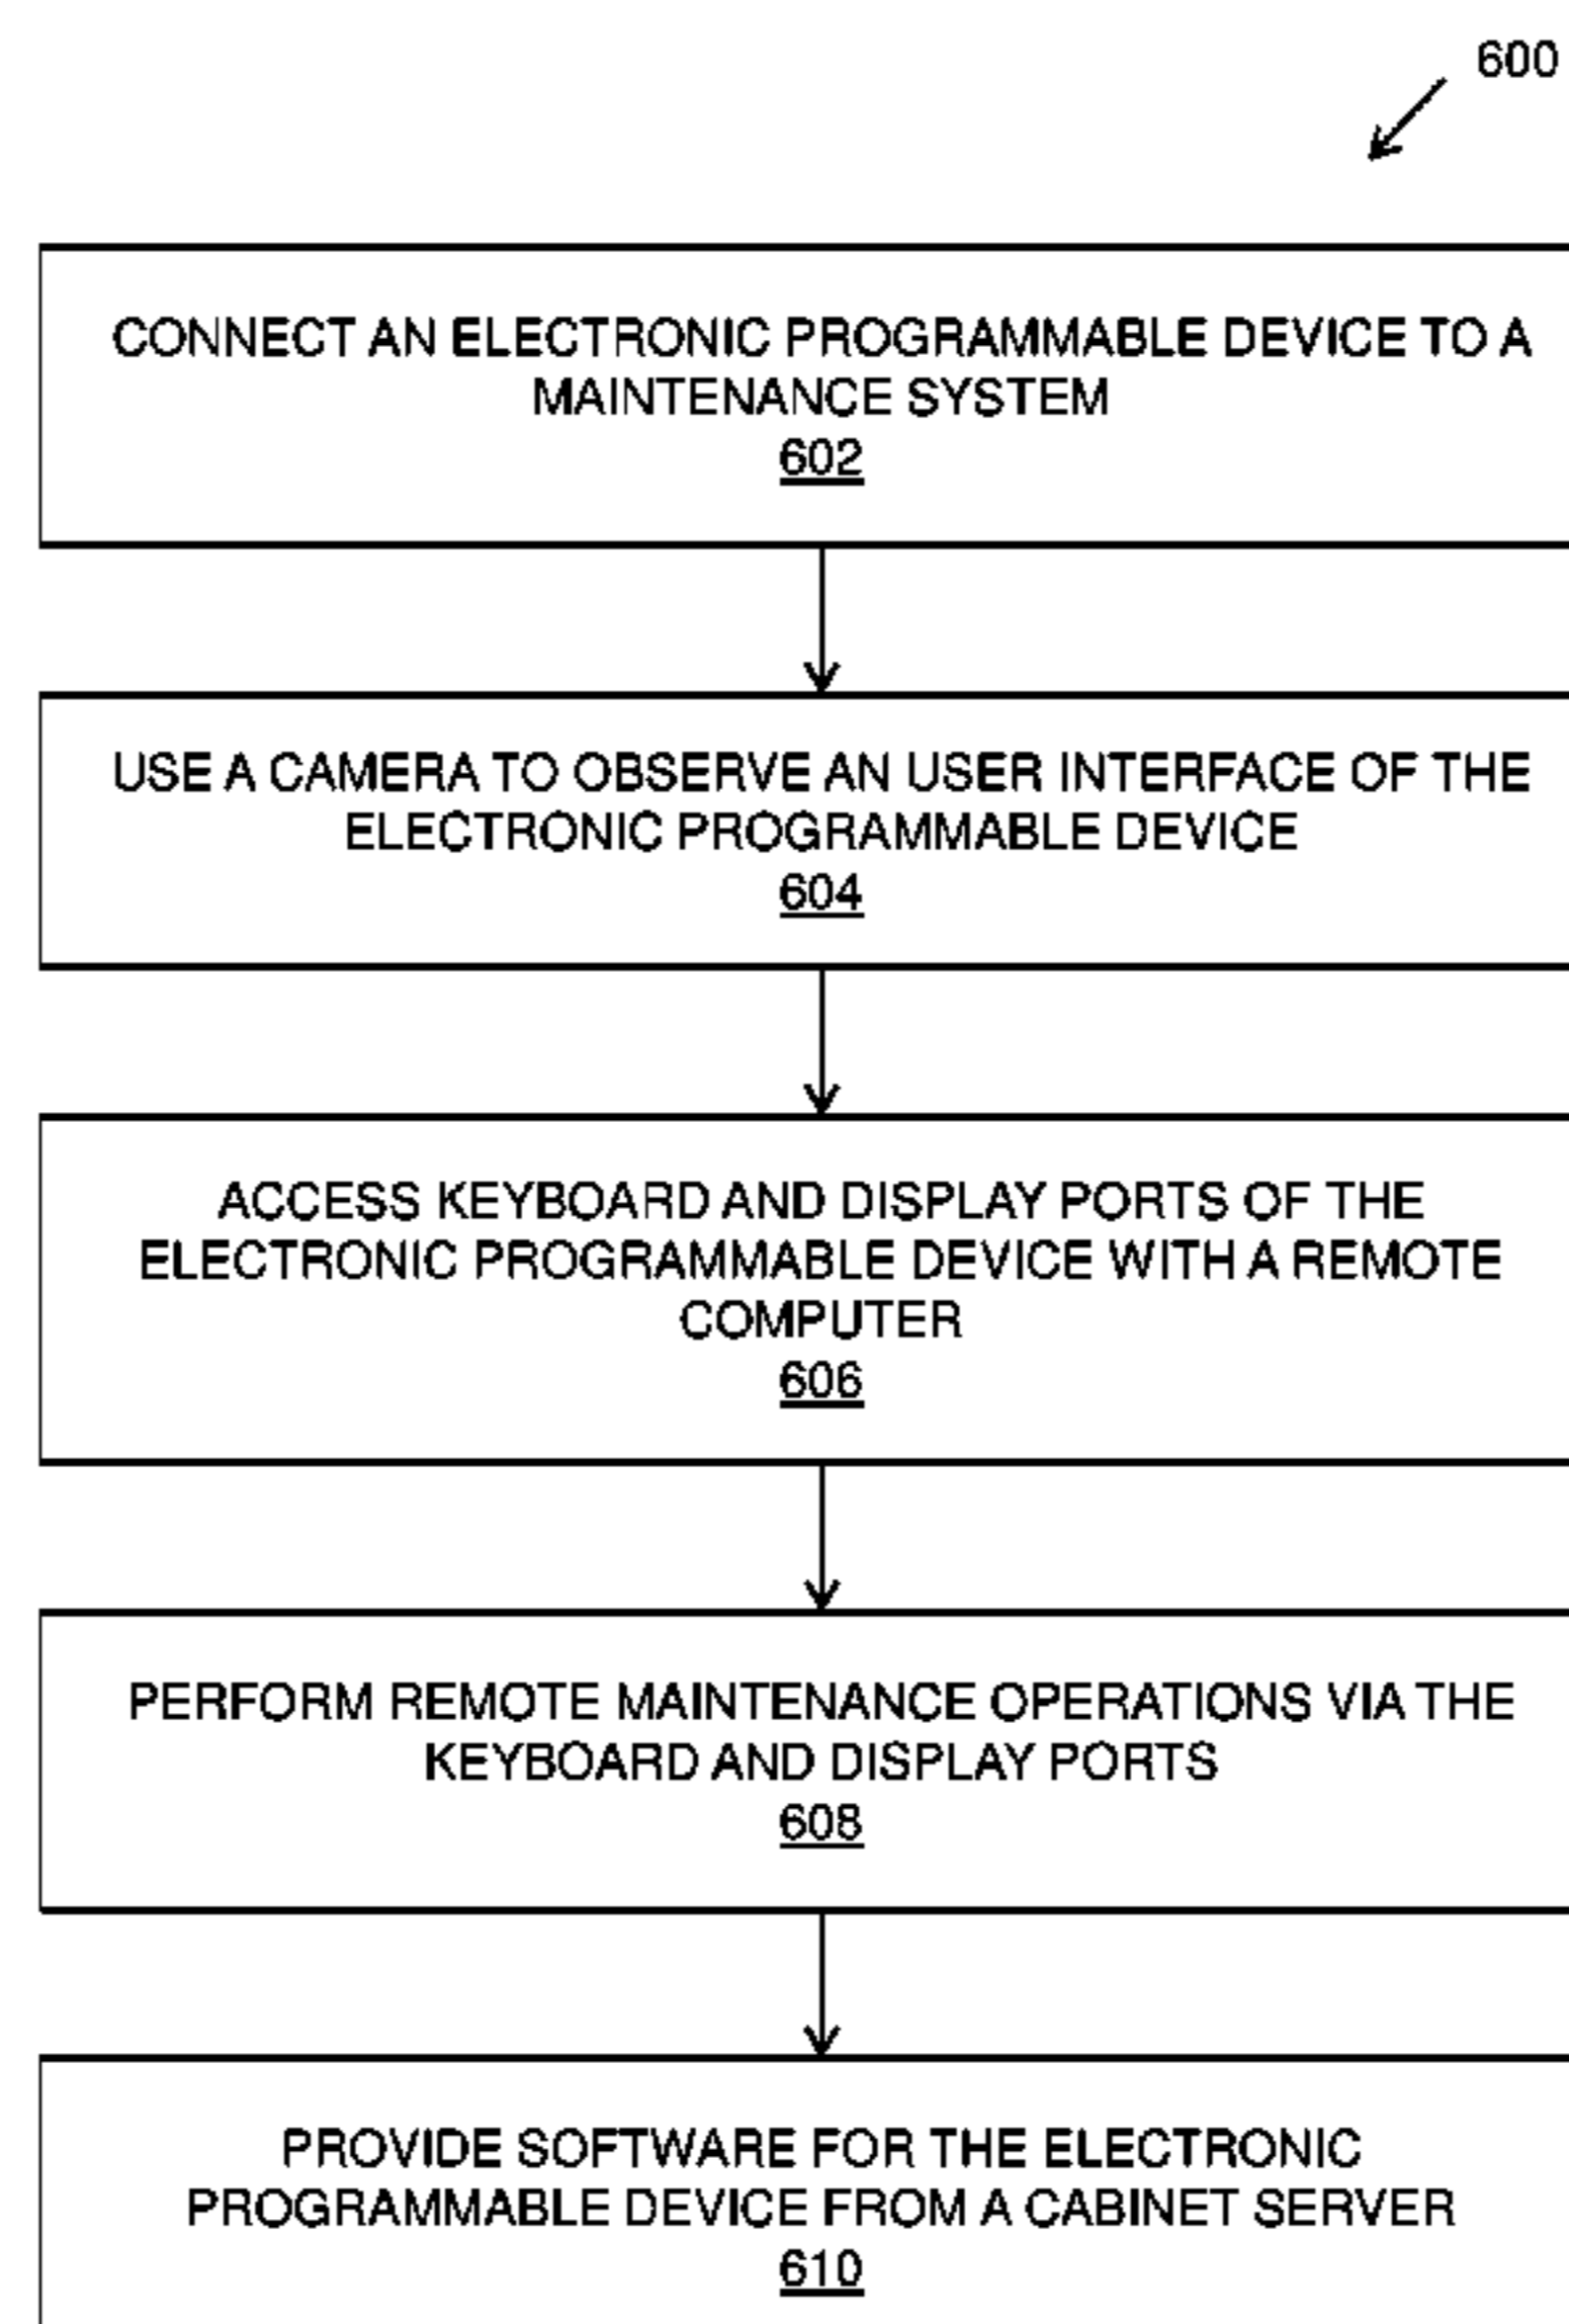 600
CONNECT AN ELECTRONIC PROGRAMMABLE DEVICE TO A
MAINTENANCE SYSTEM
602
USE A CAMERA TO OBSERVE AN USER INTERFACE OF THE
ELECTRONIC PROGRAMMABLE DEVICE
604
ACCESS KEYBOARD AND DISPLAY PORTS OF THE
ELECTRONIC PROGRAMMABLE DEVICE WITH A REMOTE
COMPUTER
606
PERFORM REMOTE MAINTENANCE OPERATIONS VIA THE
KEYBOARD AND DISPLAY PORTS
608
PROVIDE SOFTWARE FOR THE ELECTRONIC
PROGRAMMABLE DEVICE FROM A CABINET SERVER
610